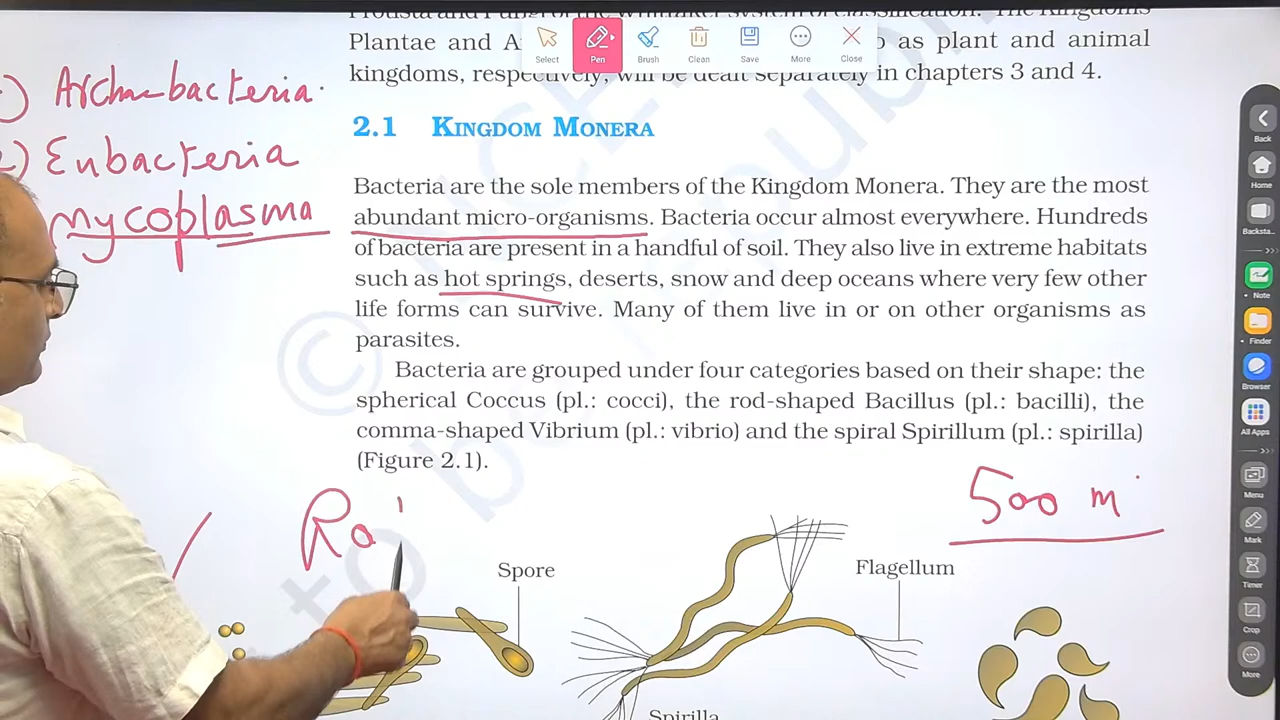 Plantae and A
o as plant and animal
kingdoms, respectively, will be dealt separately in chapters 3 and 4.
Select
Pen
Brush
Clean
Save
More
Close
) Archaebacteria.
) Eubacteria
mycoplasma
2.1 KINGDOM MONERA
Bacteria are the sole members of the Kingdom Monera. They are the most
abundant micro-organisms. Bacteria occur almost everywhere. Hundreds
of bacteria are present in a handful of soil. They also live in extreme habitats
such as hot springs, deserts, snow and deep oceans where very few other
life forms can survive. Many of them live in or on other organisms as
parasites.
Bacteria are grouped under four categories based on their shape: the
spherical Coccus (pl.: cocci), the rod-shaped Bacillus (pl.: bacilli), the
comma-shaped Vibrium (pl.: vibrio) and the spiral Spirillum (pl.: spirilla)
(Figure 2.1).
500 m
Ra
Spore
Flagellum
Spirilla
Back
Home
Backsta..
Note
Finder
Browser
All Apps
Menu
Mark
Timer
Crop
More